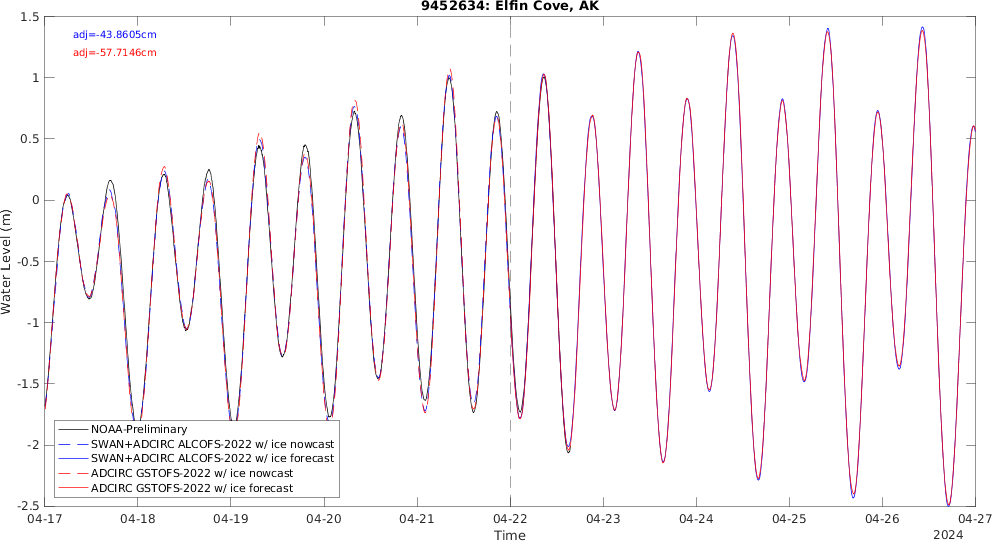 9452634: Elfin Cove, AK
adj=-43.8605cm
adj=-57.7146cm
1.5
1
0.5
0
-0.5
-1
-1.5
-2
-2.5
Water Level (m)
NOAA-Preliminary
SWAN+ADCIRC ALCOFS-2022 w/ ice nowcast
SWAN+ADCIRC ALCOFS-2022 w/ ice forecast
ADCIRC GSTOFS-2022 w/ ice nowcast
ADCIRC GSTOFS-2022 w/ ice forecast
04-17 04-18 04-19 04-20 04-21 04-22 04-23 04-24 04-25 04-26 04-27
Time
2024